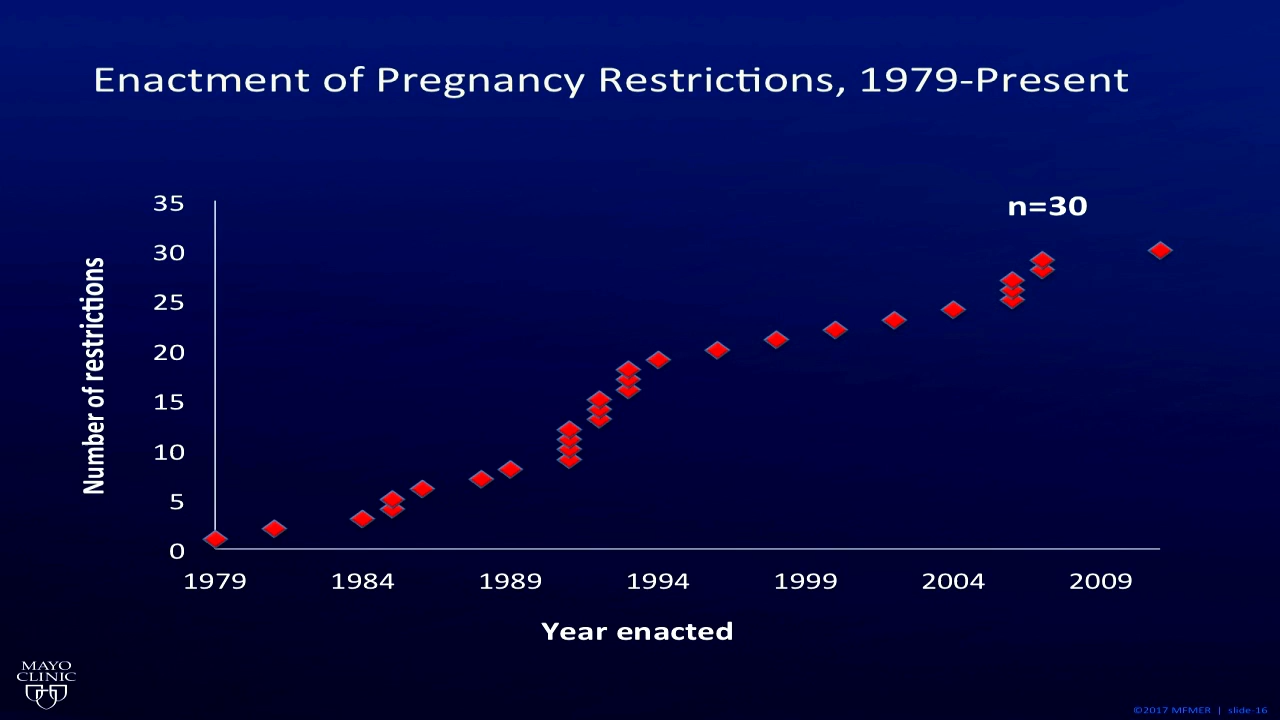 Enactment of Pregnancy Restrictions, 1979-Present
n=30
Number of restrictions
35
30
25
20
15
10
5
0
1979 1984 1989 1994 1999 2004 2009
Year enacted
MAYO
CLINIC
©2017 MFMER | slide-16